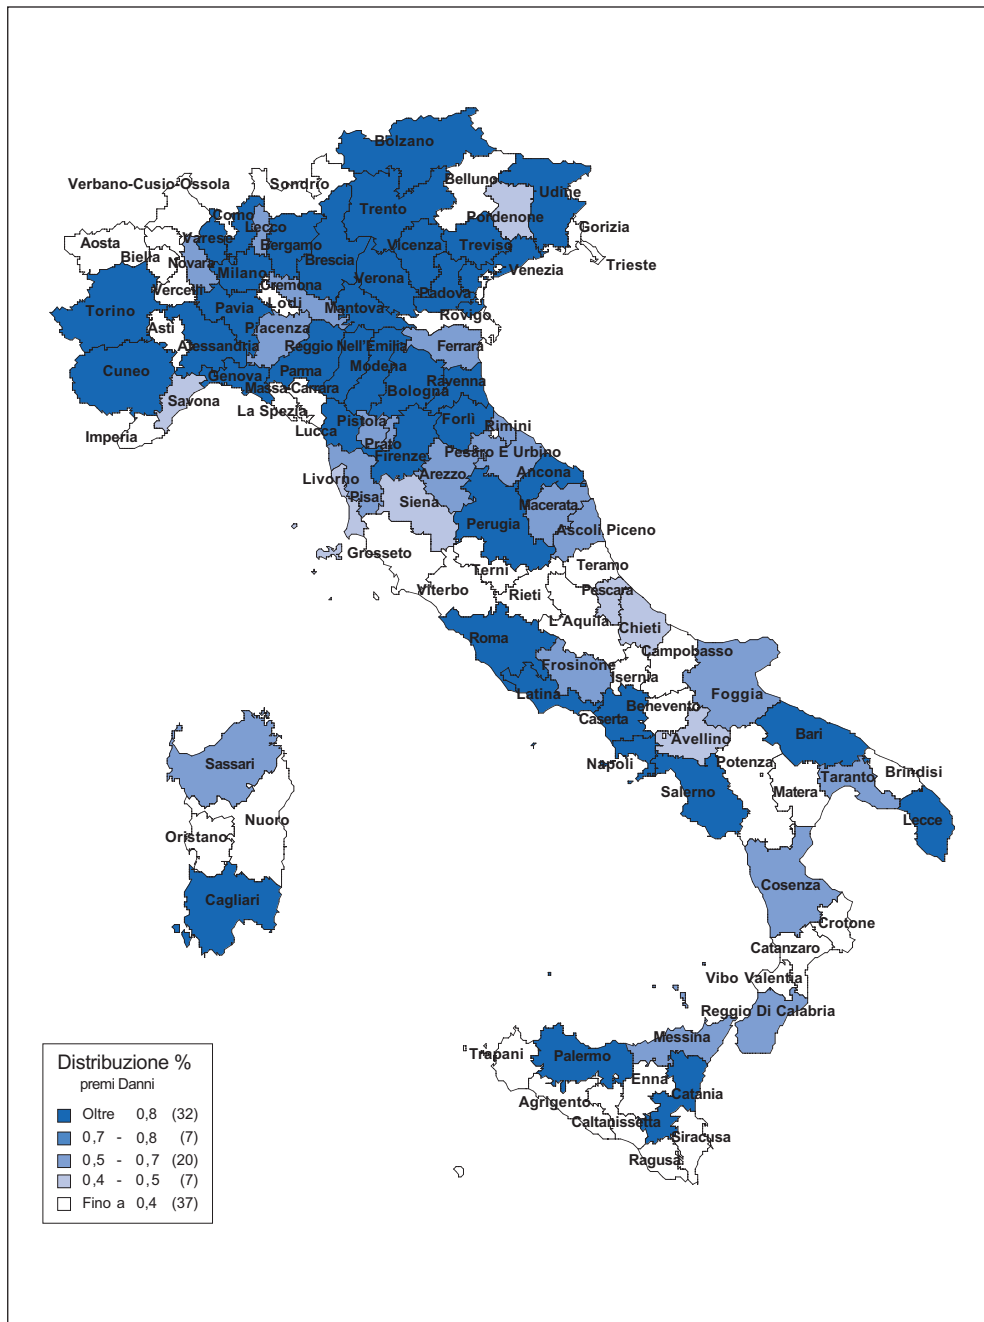 Bolzano
Belluno
Sondrio
Verbano-Cusio-Ossola
Udine
Trento
Como
Pordenone
Lecco
Gorizia
Aosta
Varese
Bergamo
Vicenza
Treviso
Biella
Novara
Brescia
Trieste
Milano
Venezia
Verona
Cremona
Vercelli
Padova
Lodi
Torino
Pavia
Mantova
Rovigo
Asti
Piacenza
Alessandria
Reggio Nell'Emilia
Ferrara
Modena
Cuneo
Parma
Genova
Ravenna
Massa-Carrara
Bologna
Savona
La Spezia
Forlì
Pistoia
Rimini
Lucca
Imperia
Prato
Pesaro E Urbino
Firenze
Ancona
Arezzo
Livorno
Pisa
Siena
Macerata
Perugia
Ascoli Piceno
Grosseto
Teramo
Terni
Viterbo
Rieti
Pescara
L'Aquila
Chieti
Roma
Campobasso
Frosinone
Isernia
Latina
Foggia
Benevento
Caserta
Bari
Avellino
Napoli
Potenza
Sassari
Brindisi
Taranto
Salerno
Matera
Nuoro
Lecce
Oristano
Cosenza
Cagliari
Crotone
Catanzaro
Vibo Valentia
Reggio Di Calabria
Messina
Trapani
Palermo
Enna
Catania
Agrigento
Caltanissetta
Siracusa
Ragusa
Distribuzione %
premi Danni
Oltre 0,8 (32)
0,7 - 0,8 (7)
0,5 - 0,7 (20)
0,4 - 0,5 (7)
Fino a 0,4 (37)